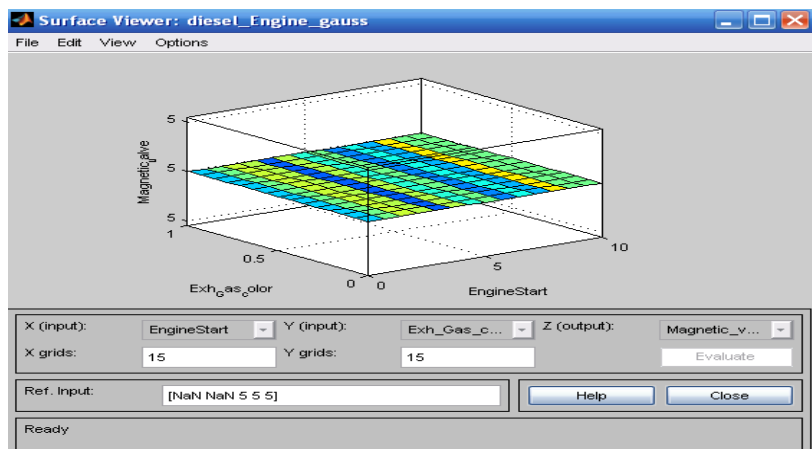 Surface Viewer: diesel_Engine_gauss
File Edit View Options
5
5
5
Magnetic_valve
1
0.5
0
Exh_Gas_color
0
5
10
EngineStart
X (input): EngineStart Y (input): Exh_Gas_c... Z (output): Magnetic_v...
X grids: 15 Y grids: 15 Evaluate
Ref. Input: [NaN NaN 5 5 5] Help Close
Ready